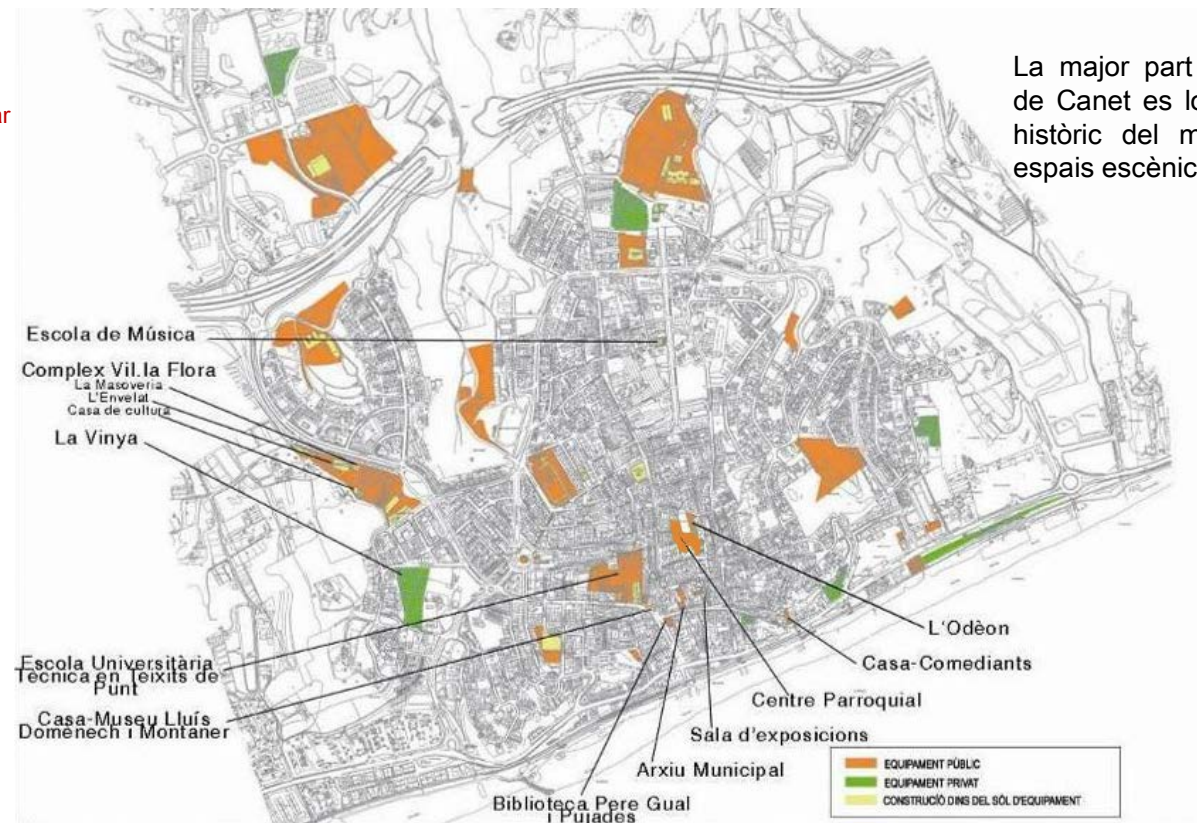 ar
La major part
de Canet es lo
històric del m
espais escènic
Escola de Música
Complex Vil.la Flora
La Masoveria
L'Envelat
Casa de cultura
La Vinya
Escola Universitària
Tècnica en Teixits de
Punt
Casa-Museu Lluís
Domènech i Montaner
L'Odèon
Casa-Comediants
Centre Parroquial
Sala d'exposicions
Arxiu Municipal
Biblioteca Pere Gual
i Pujades
EQUIPAMENT PÙBLIC
EQUIPAMENT PRIVAT
CONSTRUCCIÓ DINS DEL SÒL D'EQUIPAMENT